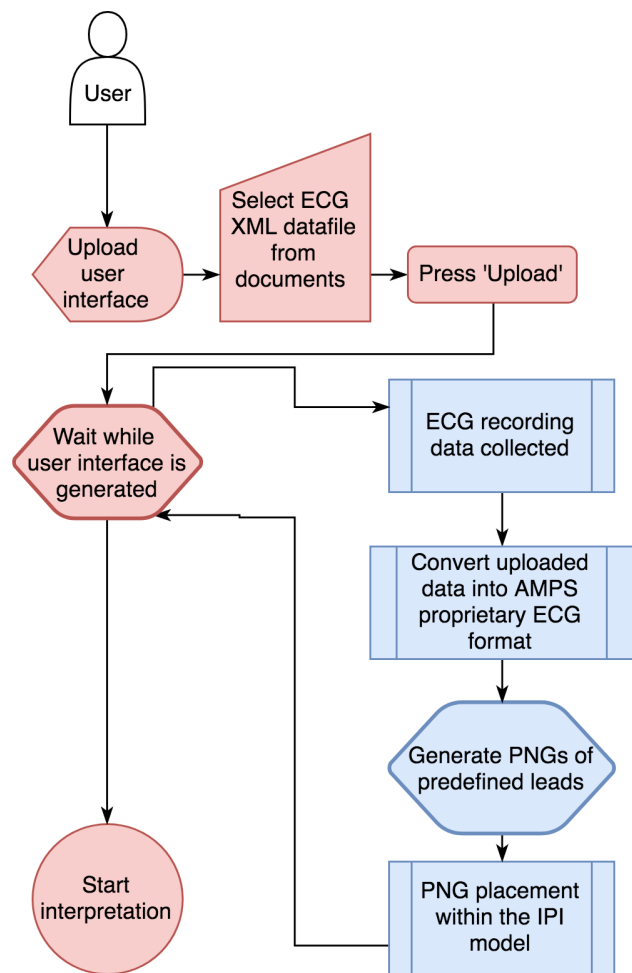 User
Upload
user
interface
Select ECG
XML datafile
from
documents
Press 'Upload'
Wait while
user interface is
generated
ECG recording
data collected
Convert uploaded
data into AMPS
proprietary ECG
format
Generate PNGs of
predefined leads
PNG placement
within the IPI
model
Start
interpretation